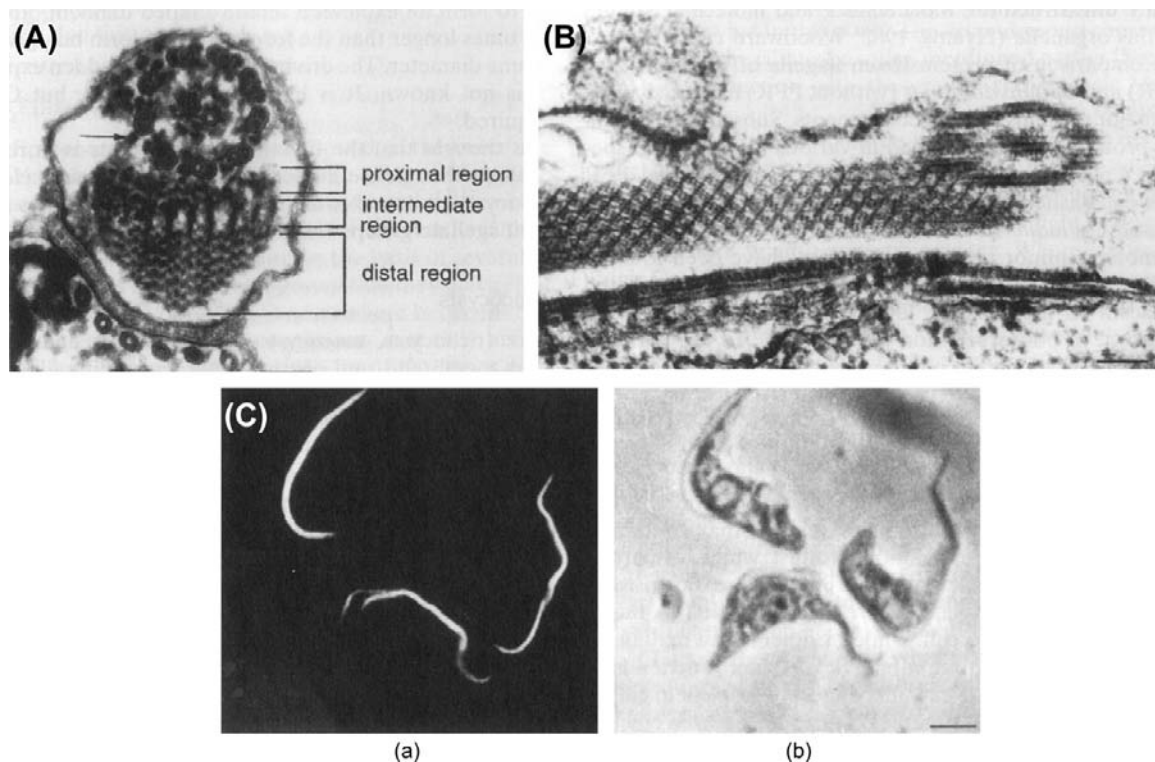 (A)
proximal region
intermediate
region
distal region
(B)
(C)
(a)
(b)